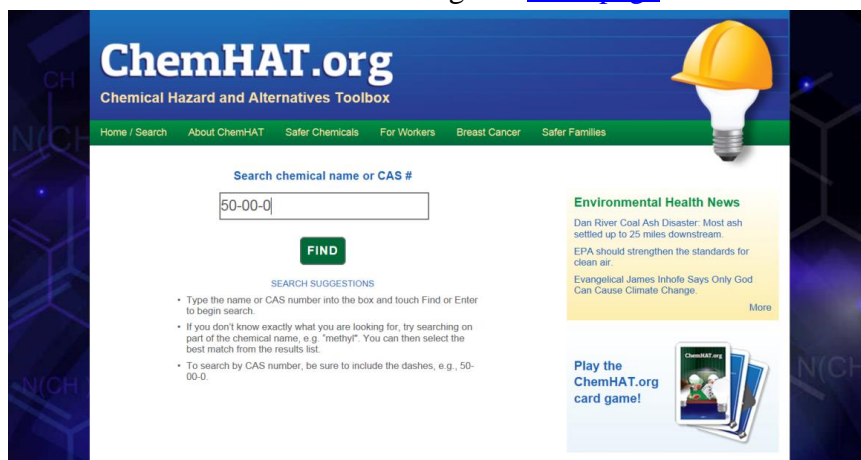 ChemHAT.org
Chemical Hazard and Alternatives Toolbox
Home / Search About ChemHAT Safer Chemicals For Workers Breast Cancer Safer Families
Search chemical name or CAS #
50-00-0
FIND
SEARCH SUGGESTIONS
• Type the name or CAS number into the box and touch Find or Enter
to begin search.
• If you don't know exactly what you are looking for, try searching on
part of the chemical name, e.g. "methyl". You can then select the
best match from the results list.
• To search by CAS number, be sure to include the dashes, e.g., 50-
00-0.
Environmental Health News
Dan River Coal Ash Disaster: Most ash
settled up to 25 miles downstream.
EPA should strengthen the standards for
clean air.
Evangelical James Inhofe Says Only God
Can Cause Climate Change.
More
Play the
ChemHAT.org
card game!
ChemHAT.org
CH
N(CH
N(CH
N(CH